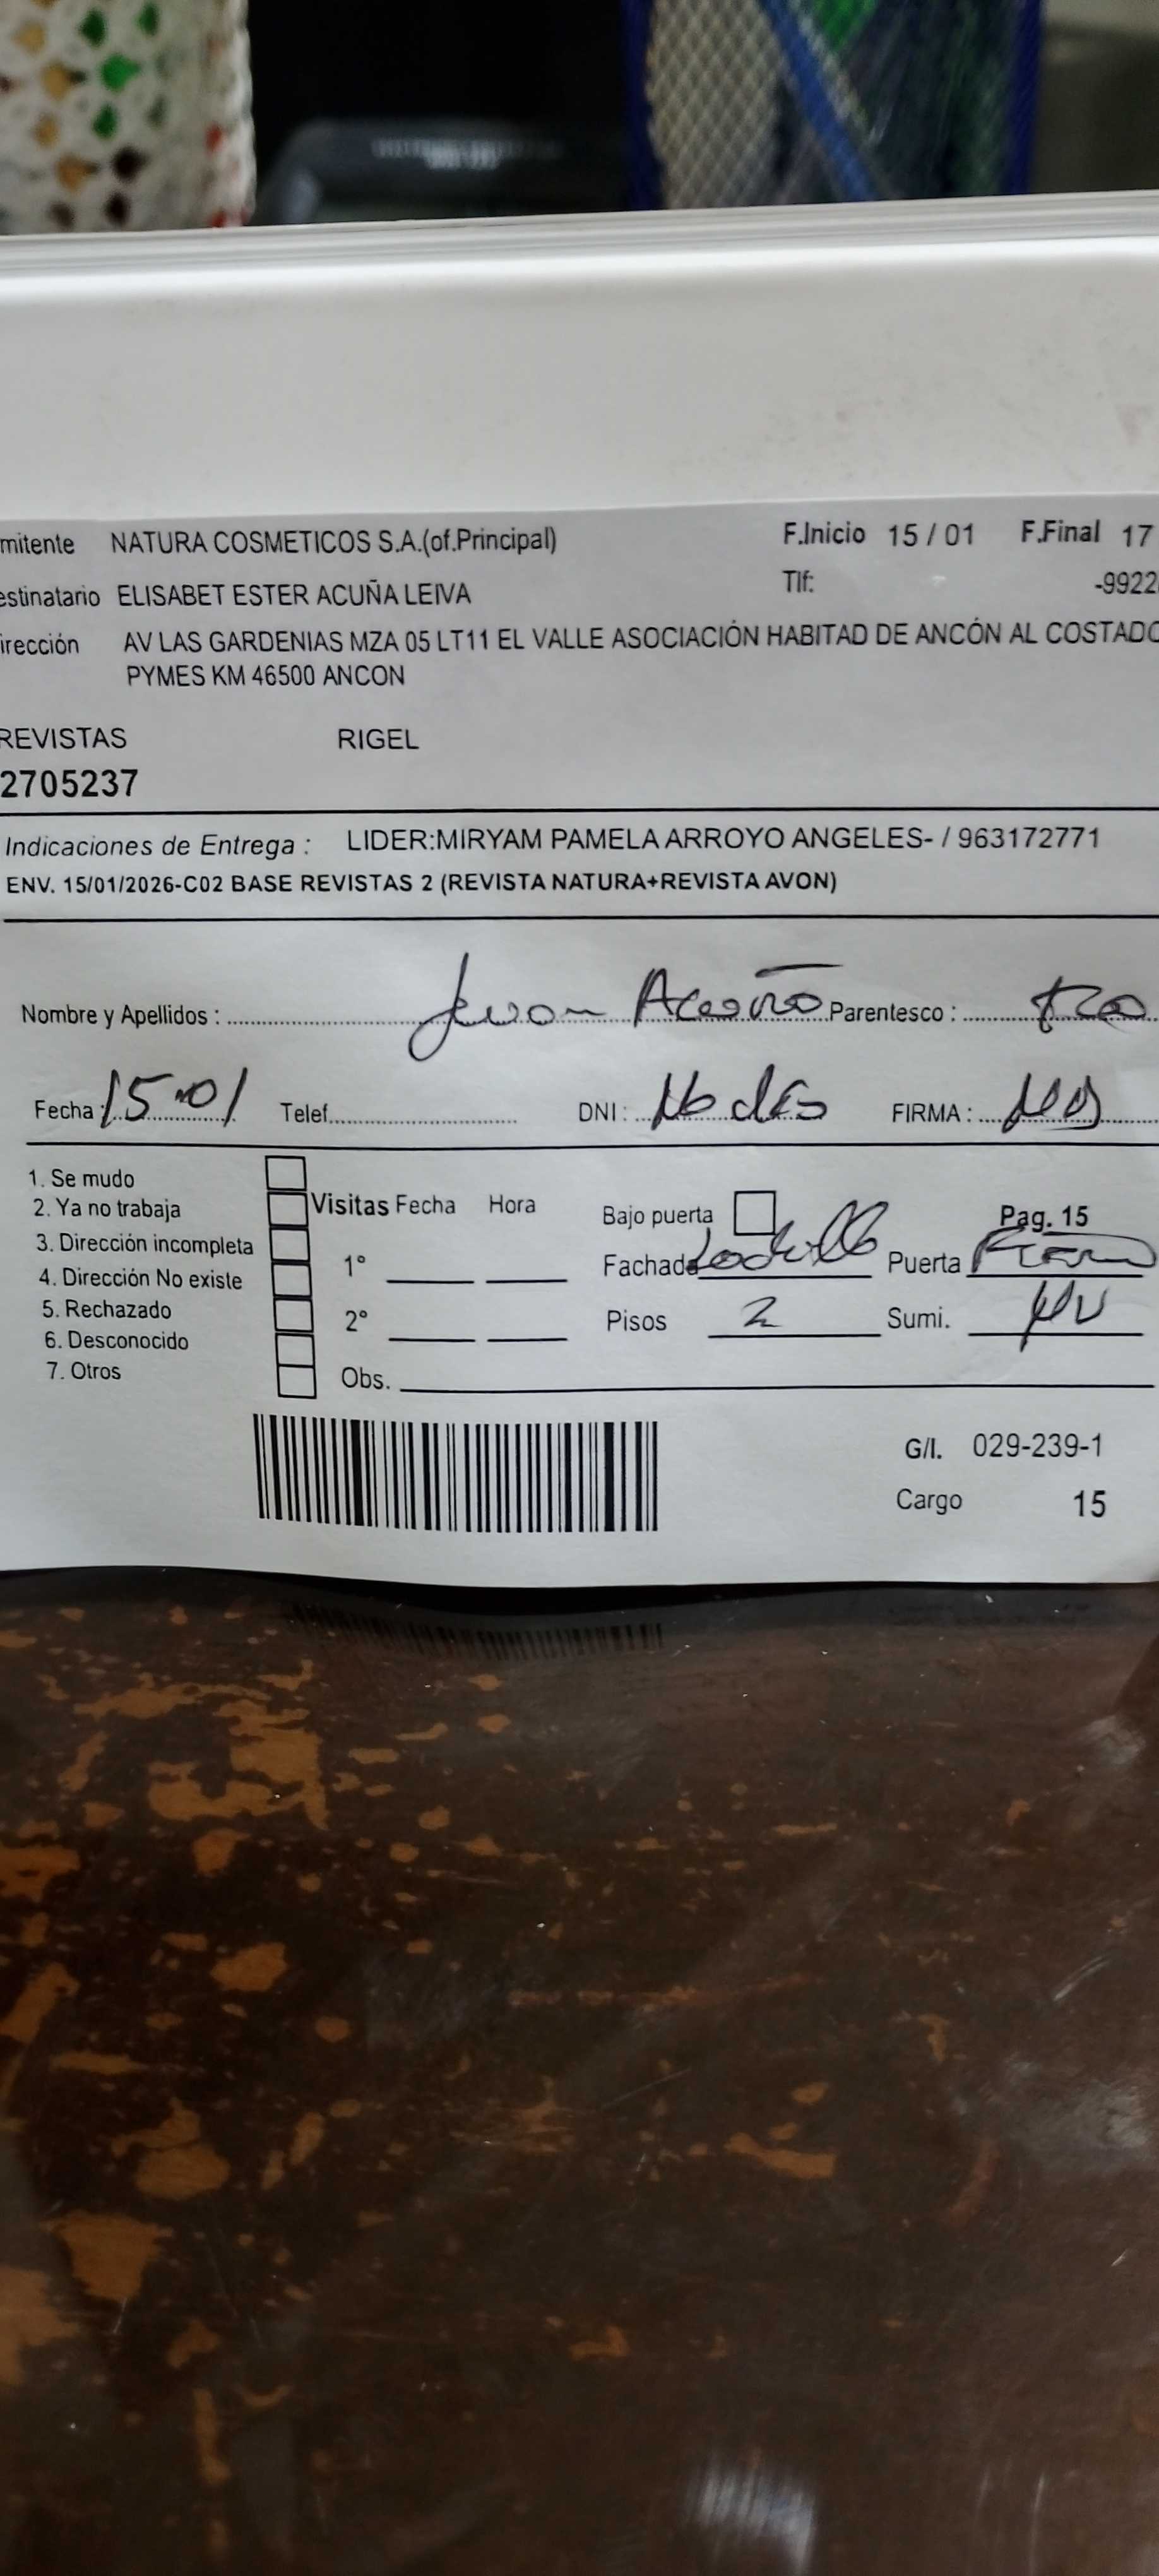 mitente NATURA COSMETICOS S.A.(of.Principal) F.Inicio 15 / 01 F.Final 17
estinatario ELISABET ESTER ACUÑA LEIVA Tlf: -9922
irección AV LAS GARDENIAS MZA 05 LT11 EL VALLE ASOCIACIÓN HABITAD DE ANCÓN AL COSTADO
PYMES KM 46500 ANCON
REVISTAS RIGEL
2705237
Indicaciones de Entrega : LIDER:MIRYAM PAMELA ARROYO ANGELES- / 963172771
ENV. 15/01/2026-C02 BASE REVISTAS 2 (REVISTA NATURA+REVISTA AVON)
Nombre y Apellidos : Juan Acuña Parentesco :
Fecha : 15-01 Telef. DNI : No dio FIRMA :
1. Se mudo
2. Ya no trabaja
3. Dirección incompleta
4. Dirección No existe
5. Rechazado
6. Desconocido
7. Otros
Visitas Fecha Hora
1°
2°
Obs.
Bajo puerta Pag. 15
Fachada Ladrillo Puerta
Pisos 2 Sumi.
G/I. 029-239-1
Cargo 15